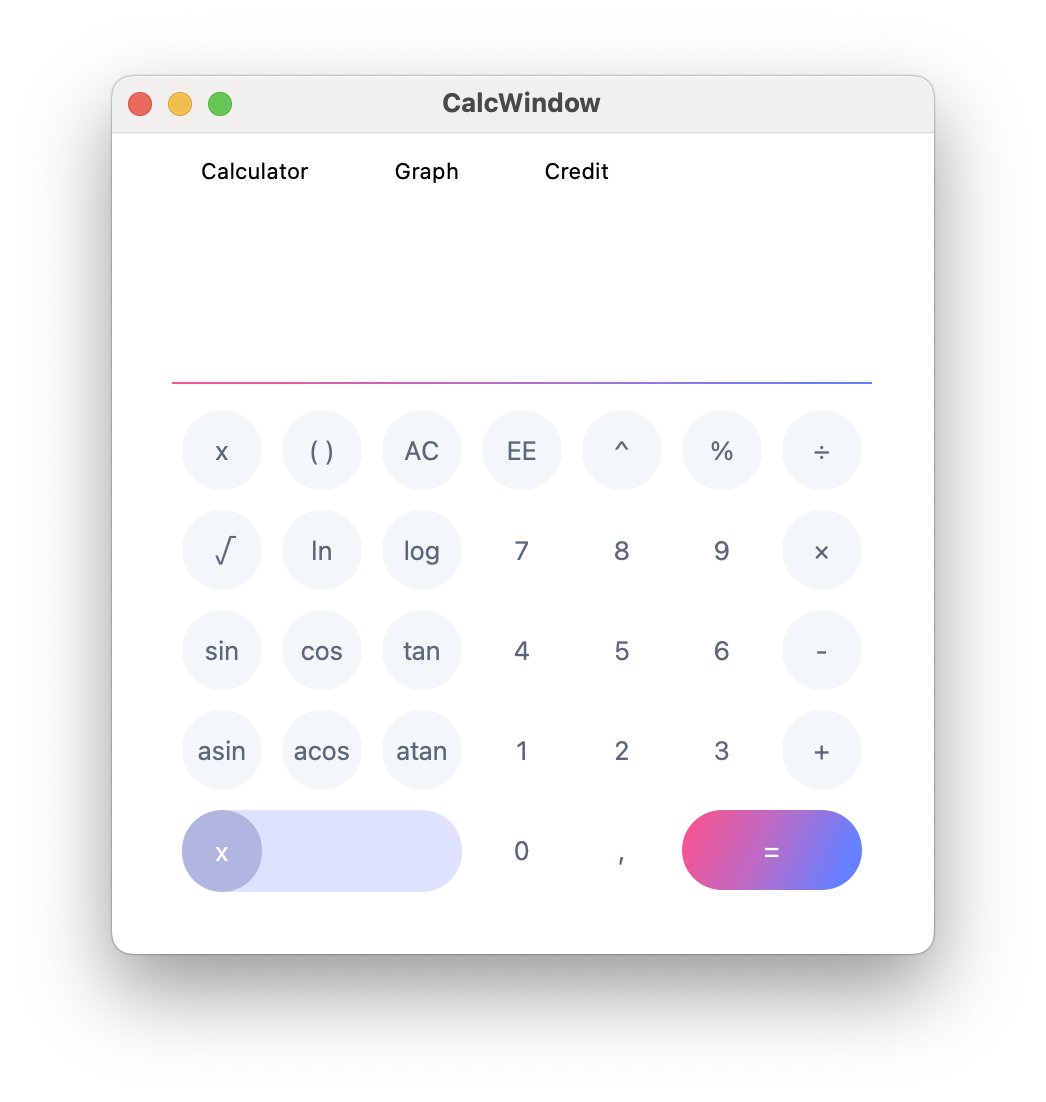 CalcWindow
Calculator Graph Credit
x ( ) AC EE ^ % ÷
√ ln log 7 8 9 ×
sin cos tan 4 5 6 -
asin acos atan 1 2 3 +
x 0 , =